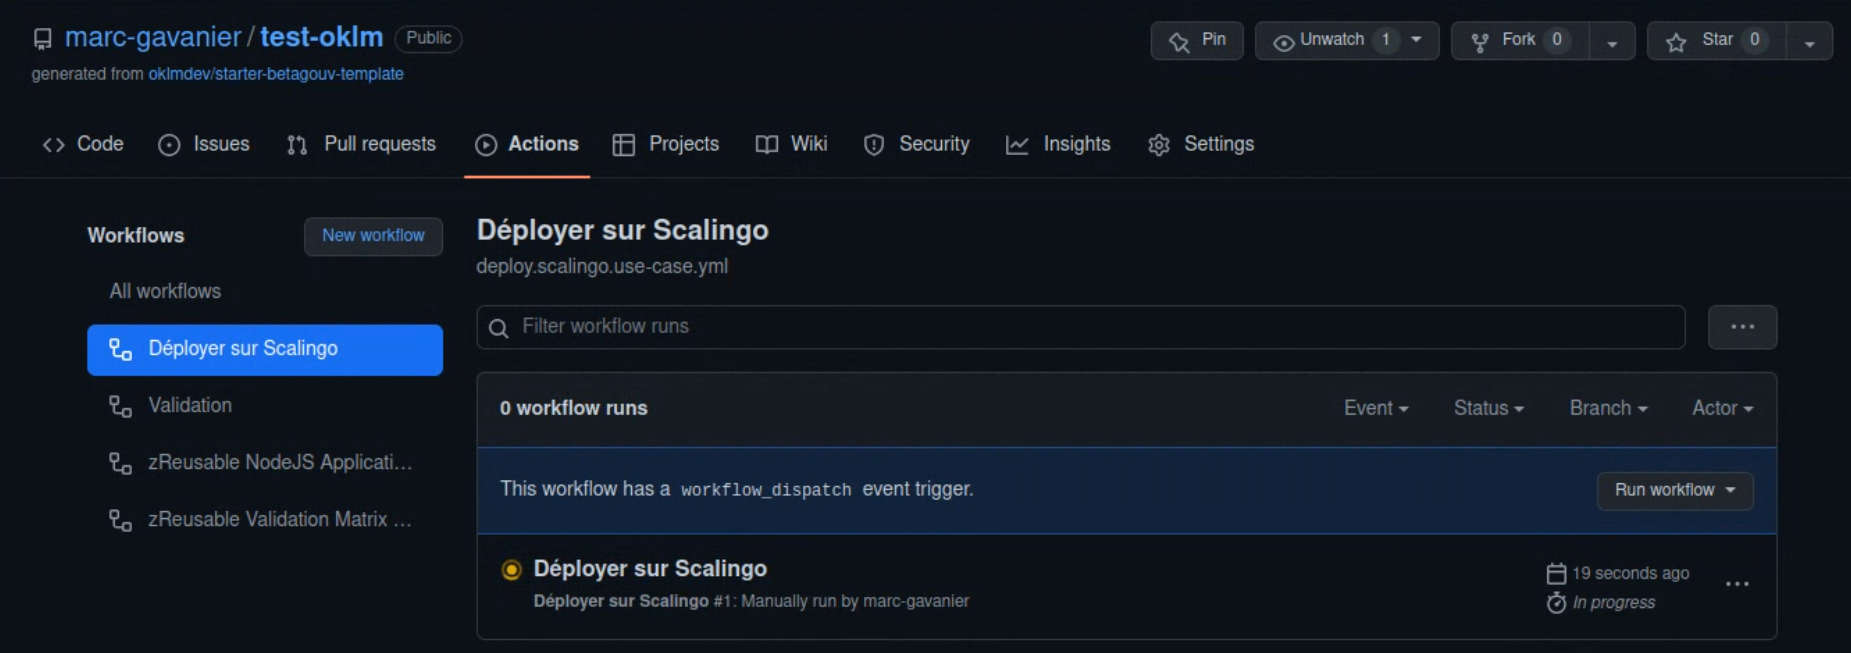 marc-gavanier / test-oklm Public Pin Unwatch 1 Fork 0 Star 0
generated from oklmdev/starter-betagouv-template
Code Issues Pull requests Actions Projects Wiki Security Insights Settings
Workflows New workflow
All workflows
Déployer sur Scalingo
Validation
zReusable NodeJS Applicati...
zReusable Validation Matrix ...
Déployer sur Scalingo
deploy.scalingo.use-case.yml
Filter workflow runs
0 workflow runs Event Status Branch Actor
This workflow has a workflow_dispatch event trigger. Run workflow
Déployer sur Scalingo 19 seconds ago
Déployer sur Scalingo #1: Manually run by marc-gavanier In progress